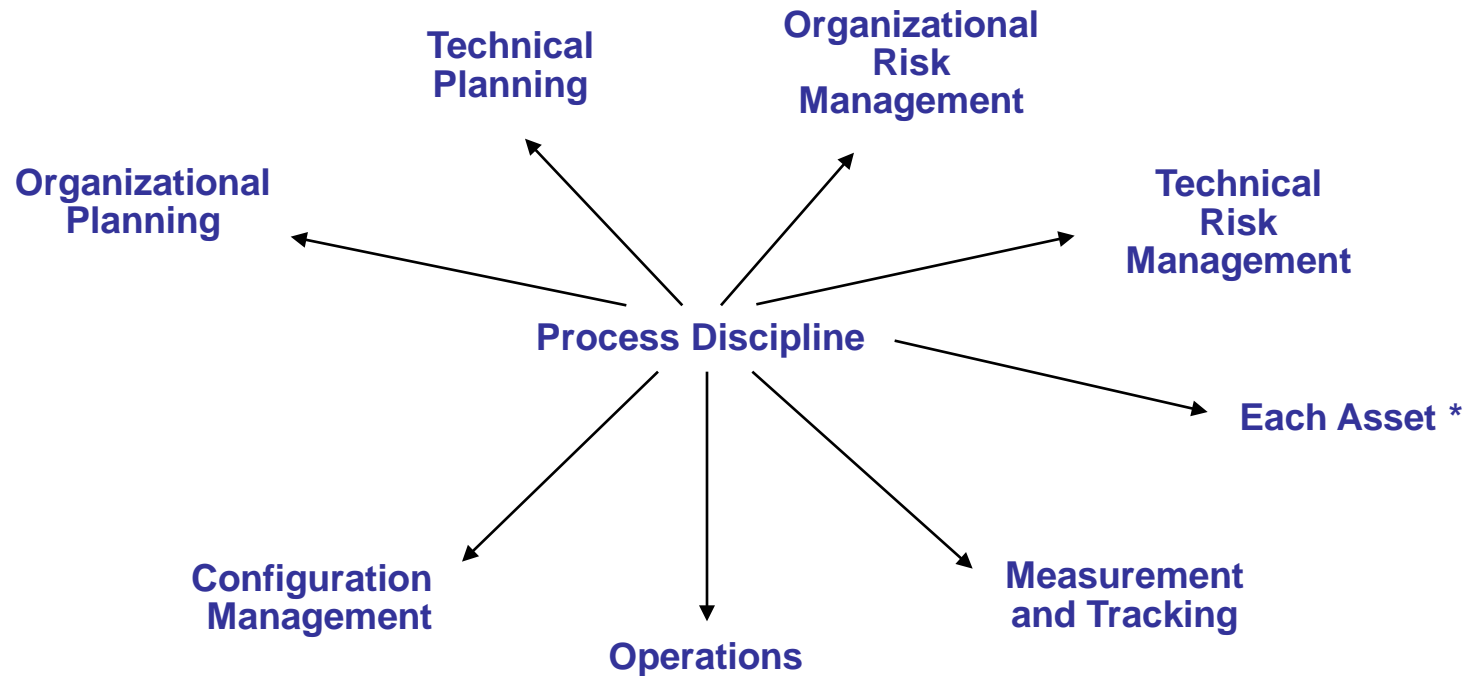 Technical
Planning
Organizational
Risk
Management
Organizational
Planning
Technical
Risk
Management
Process Discipline
Each Asset *
Configuration
Management
Operations
Measurement
and Tracking